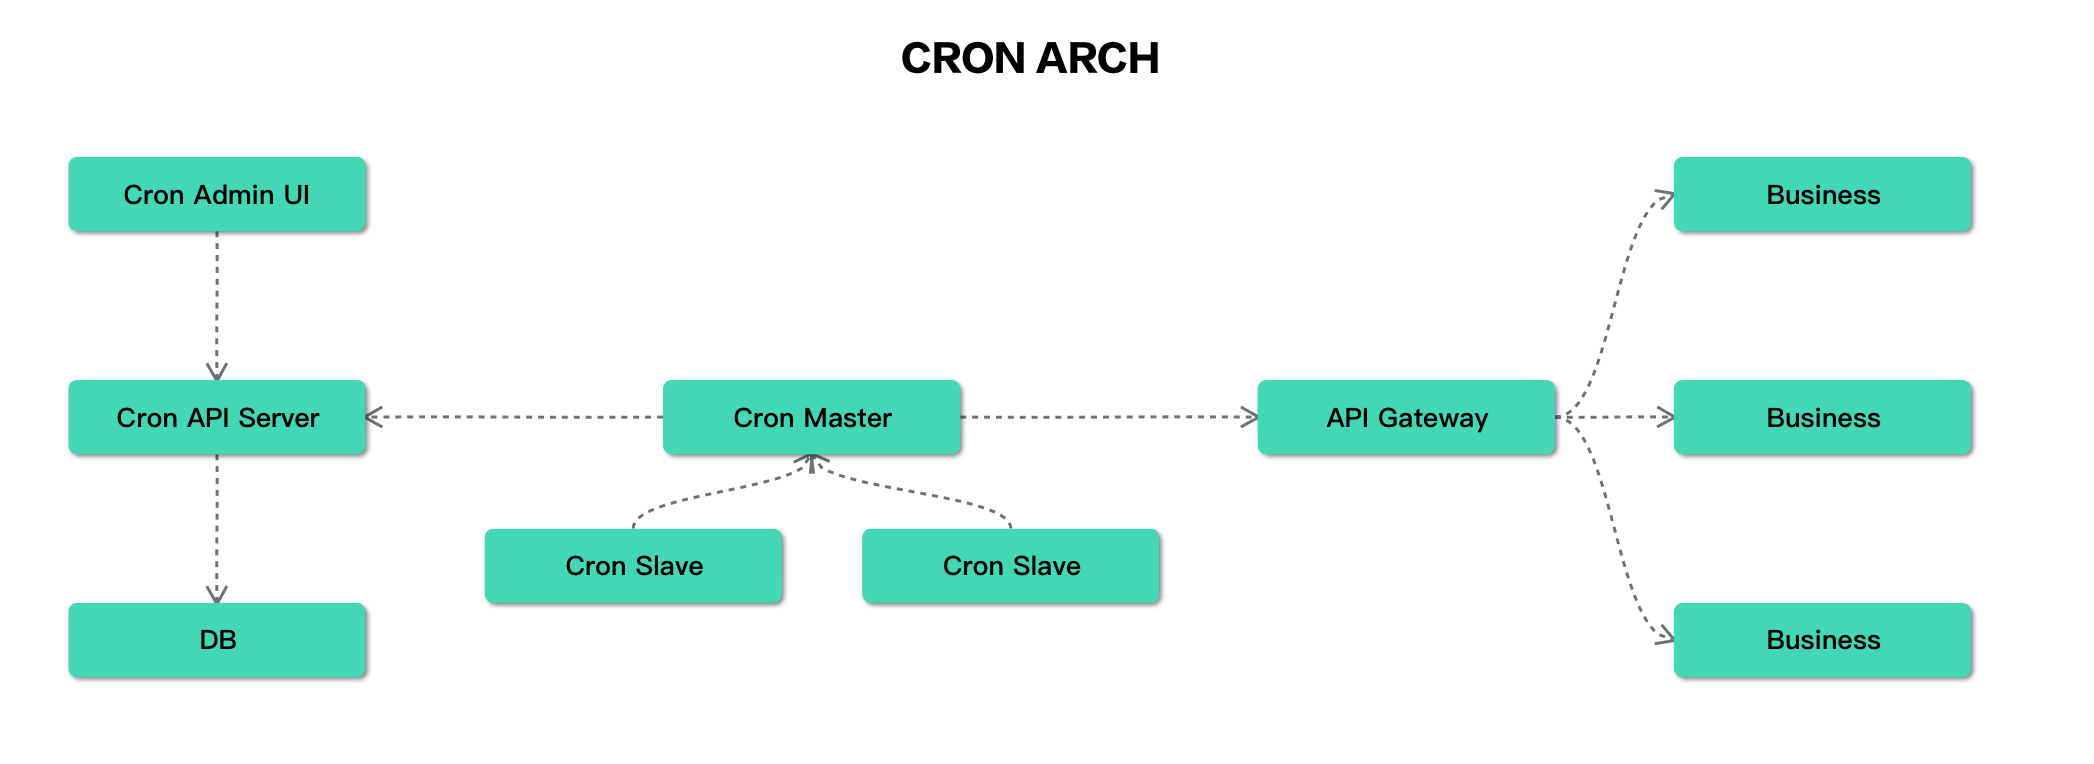 CRON ARCH
Cron Admin UI
Business
Cron API Server
Cron Master
API Gateway
Business
Cron Slave
Cron Slave
DB
Business